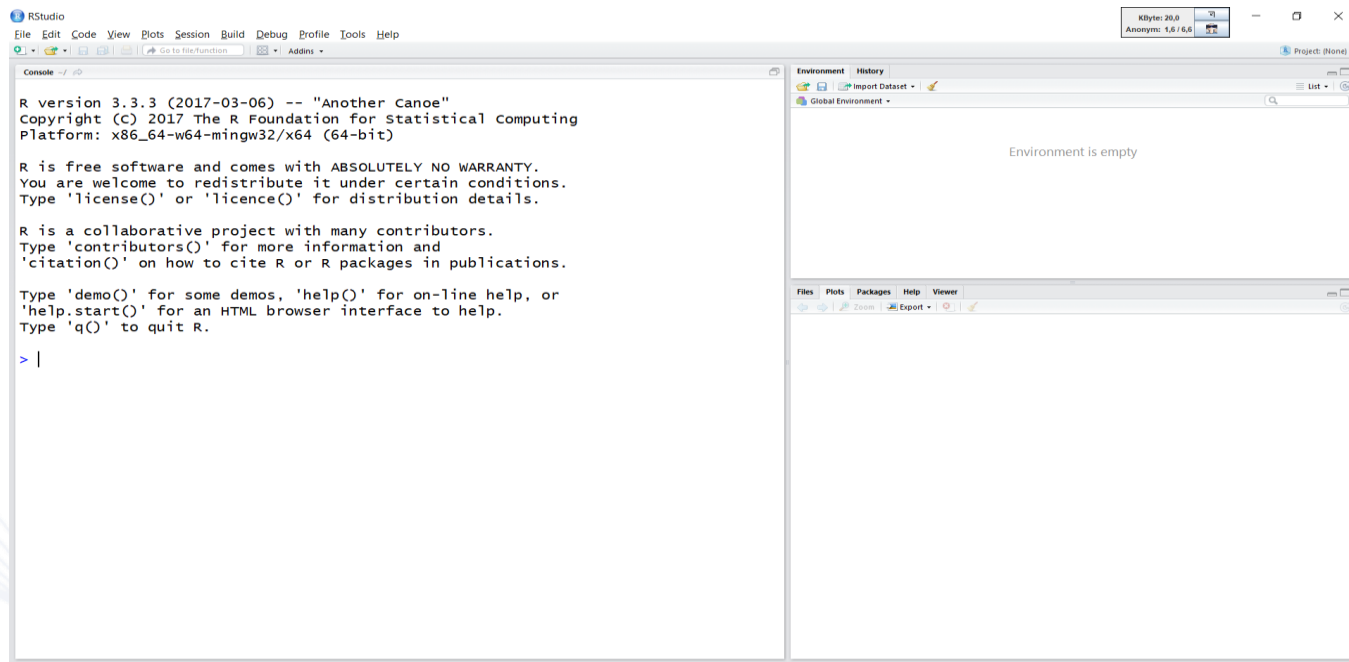 RStudio
KByte: 20,0
Anonym: 1,6 / 6,6
File Edit Code View Plots Session Build Debug Profile Tools Help
Go to file/function Addins
Project: (None)
Console ~/
R version 3.3.3 (2017-03-06) -- "Another Canoe"
Copyright (C) 2017 The R Foundation for Statistical Computing
Platform: x86_64-w64-mingw32/x64 (64-bit)
R is free software and comes with ABSOLUTELY NO WARRANTY.
You are welcome to redistribute it under certain conditions.
Type 'license()' or 'licence()' for distribution details.
R is a collaborative project with many contributors.
Type 'contributors()' for more information and
'citation()' on how to cite R or R packages in publications.
Type 'demo()' for some demos, 'help()' for on-line help, or
'help.start()' for an HTML browser interface to help.
Type 'q()' to quit R.
>
Environment History
Import Dataset List
Global Environment
Environment is empty
Files Plots Packages Help Viewer
Zoom Export